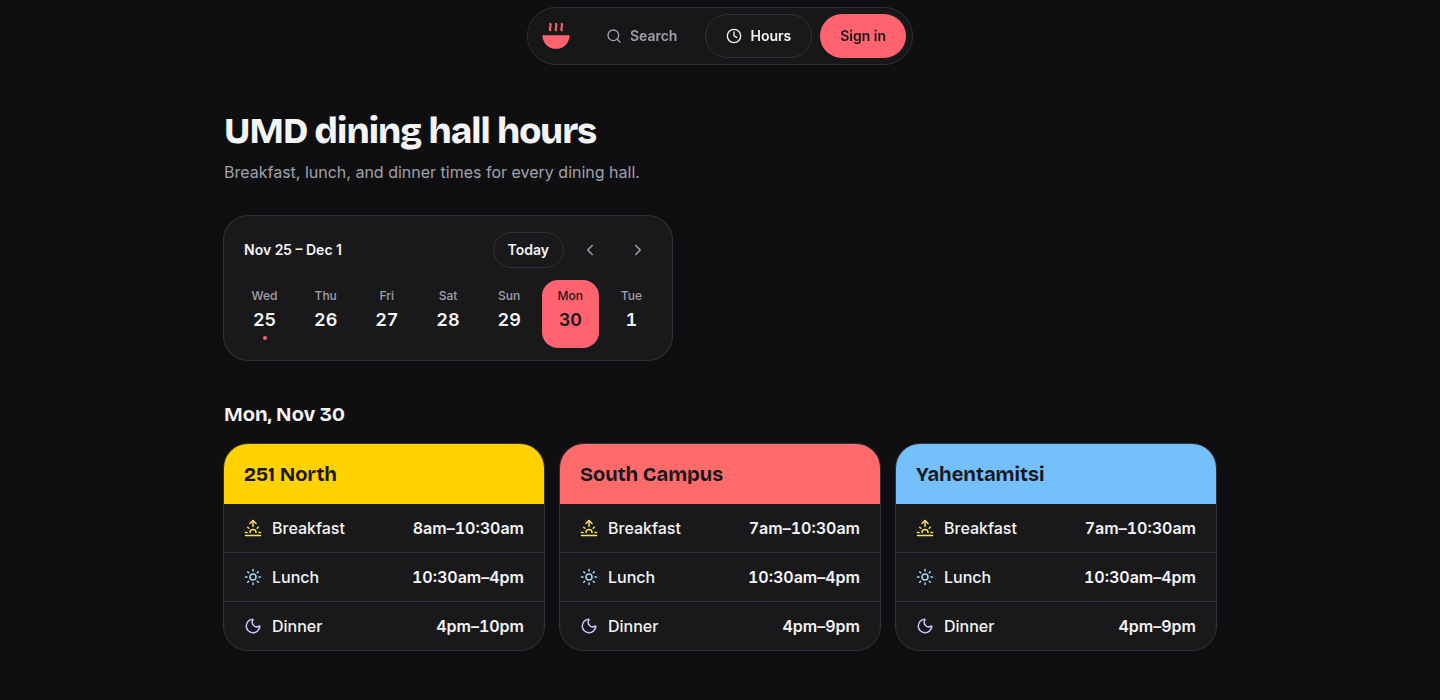 Search Hours Sign in
UMD dining hall hours
Breakfast, lunch, and dinner times for every dining hall.
Nov 25 – Dec 1 Today
Wed Thu Fri Sat Sun Mon Tue
25 26 27 28 29 30 1
Mon, Nov 30
251 North South Campus Yahentamitsi
Breakfast 8am–10:30am Breakfast 7am–10:30am Breakfast 7am–10:30am
Lunch 10:30am–4pm Lunch 10:30am–4pm Lunch 10:30am–4pm
Dinner 4pm–10pm Dinner 4pm–9pm Dinner 4pm–9pm